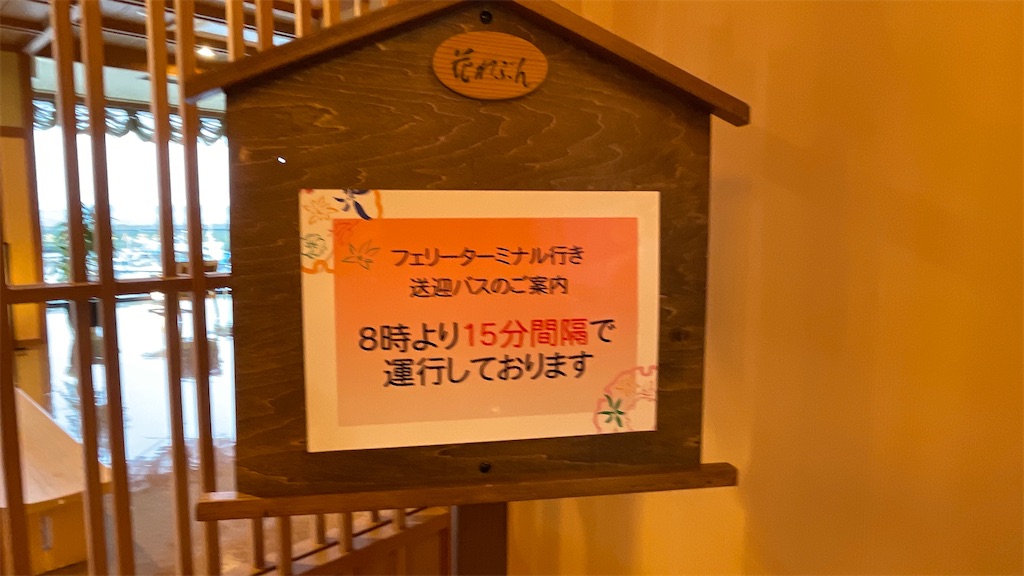 花れぶん
フェリーターミナル行き
送迎バスのご案内
8時より15分間隔で
運行しております